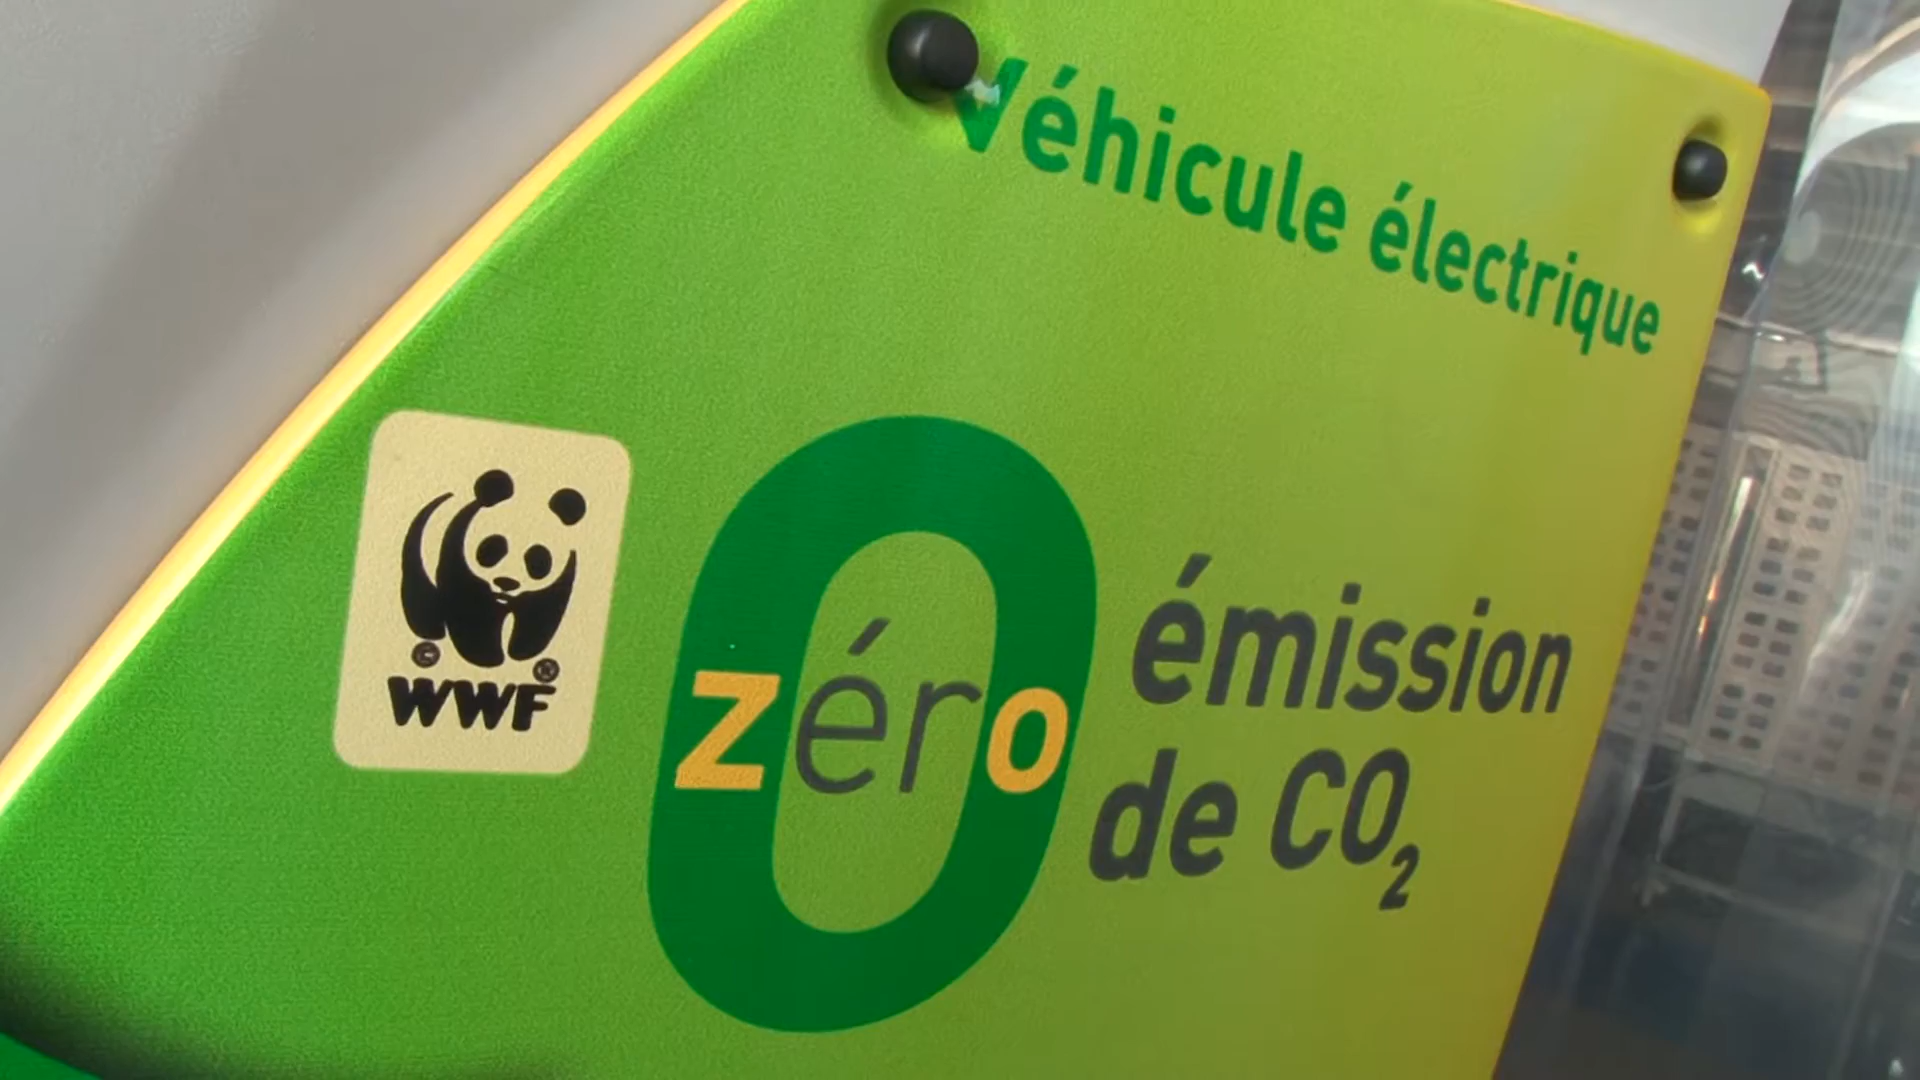 Véhicule électrique
zéro émission
de CO₂
© ®
WWF